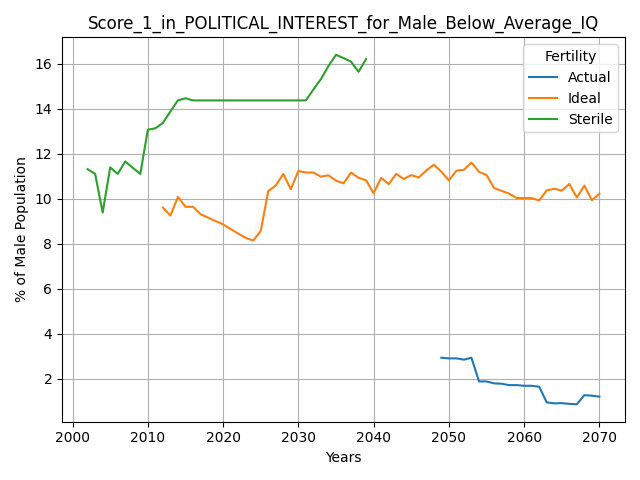 Score_1_in_POLITICAL_INTEREST_for_Male_Below_Average_IQ
% of Male Population
16
14
12
10
8
6
4
2
Fertility
Actual
Ideal
Sterile
2000 2010 2020 2030 2040 2050 2060 2070
Years